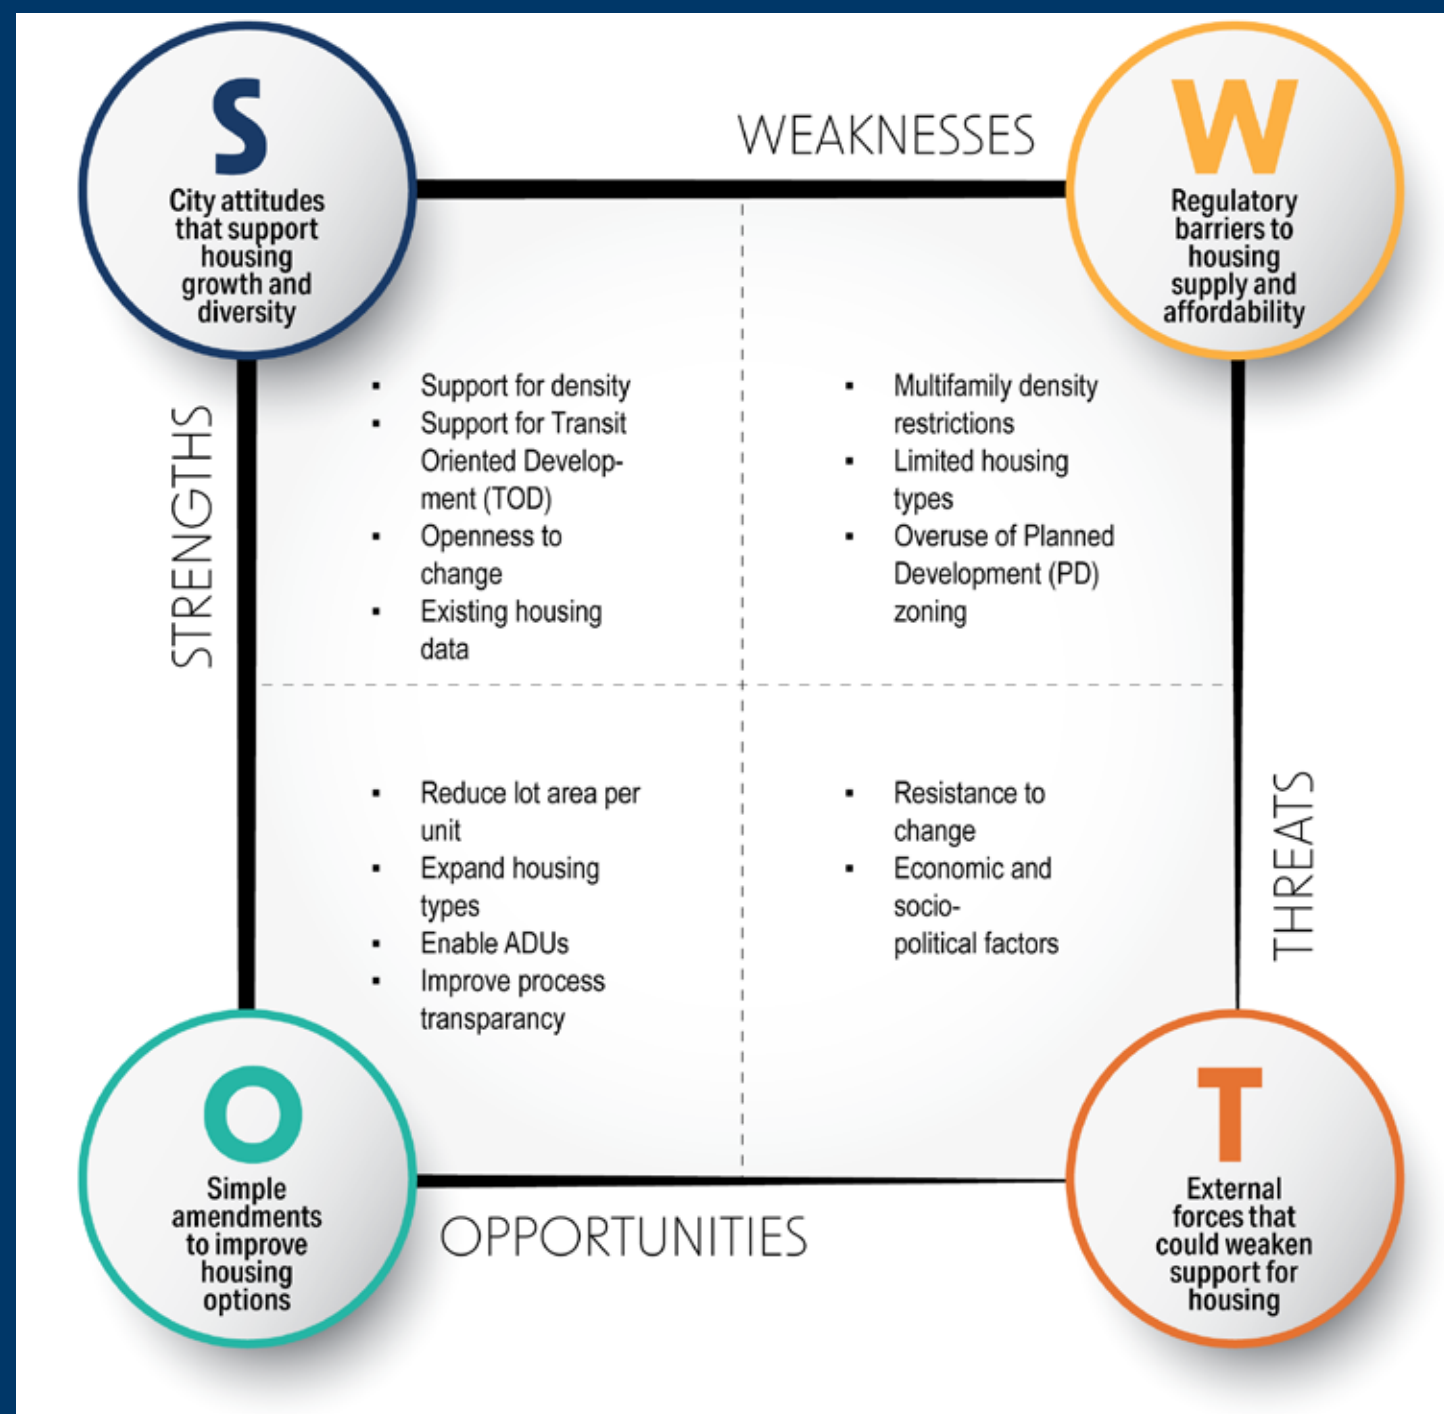 S
City attitudes
that support
housing
growth and
diversity
WEAKNESSES
W
Regulatory
barriers to
housing
supply and
affordability
STRENGTHS
▪ Support for density
▪ Support for Transit
Oriented Develop-
ment (TOD)
▪ Openness to
change
▪ Existing housing
data
▪ Multifamily density
restrictions
▪ Limited housing
types
▪ Overuse of Planned
Development (PD)
zoning
▪ Reduce lot area per
unit
▪ Expand housing
types
▪ Enable ADUs
▪ Improve process
transparancy
▪ Resistance to
change
▪ Economic and
socio-
political factors
THREATS
O
Simple
amendments
to improve
housing
options
OPPORTUNITIES
T
External
forces that
could weaken
support for
housing